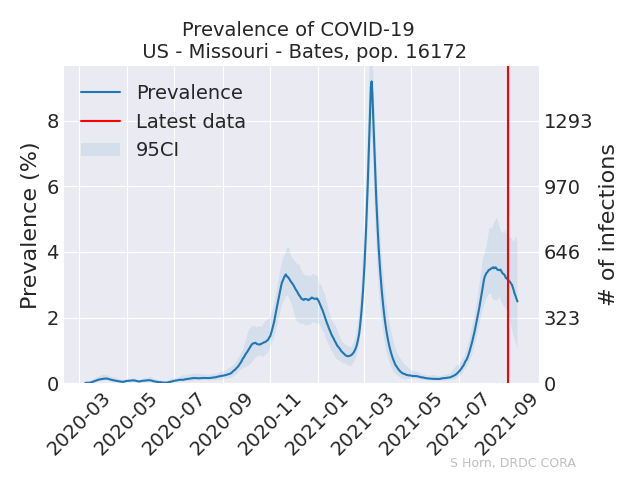 Prevalence of COVID-19
US - Missouri - Bates, pop. 16172
Prevalence
Latest data
95CI
Prevalence (%)
8
6
4
2
0
1293
970
646
323
0
# of infections
2020-03
2020-05
2020-07
2020-09
2020-11
2021-01
2021-03
2021-05
2021-07
2021-09
S Horn, DRDC CORA